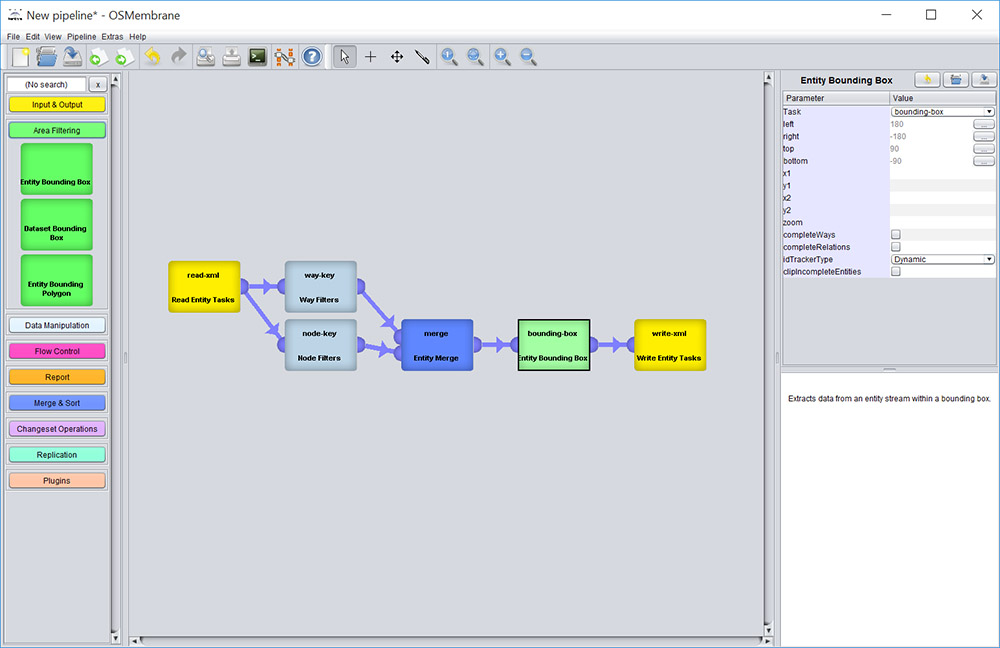 New pipeline* - OSMembrane
File Edit View Pipeline Extras Help
(No search) x
Input & Output
Area Filtering
Entity Bounding Box
Dataset Bounding
Box
Entity Bounding
Polygon
Data Manipulation
Flow Control
Report
Merge & Sort
Changeset Operations
Replication
Plugins
read-xml
Read Entity Tasks
way-key
Way Filters
node-key
Node Filters
merge
Entity Merge
bounding-box
Entity Bounding Box
write-xml
Write Entity Tasks
Entity Bounding Box
Parameter Value
Task bounding-box
left 180 ...
right -180 ...
top 90 ...
bottom -90 ...
x1
y1
x2
y2
zoom
completeWays
completeRelations
idTrackerType Dynamic
clipIncompleteEntities
Extracts data from an entity stream within a bounding box.